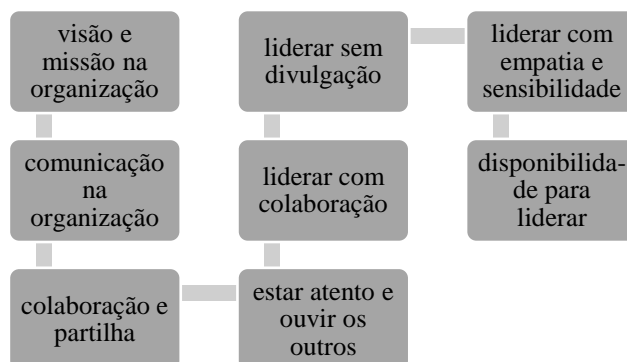 visão e
missão na
organização
comunicação
na
organização
colaboração e
partilha
estar atento e
ouvir os
outros
liderar com
colaboração
liderar sem
divulgação
liderar com
empatia e
sensibilidade
disponibilida-
de para
liderar